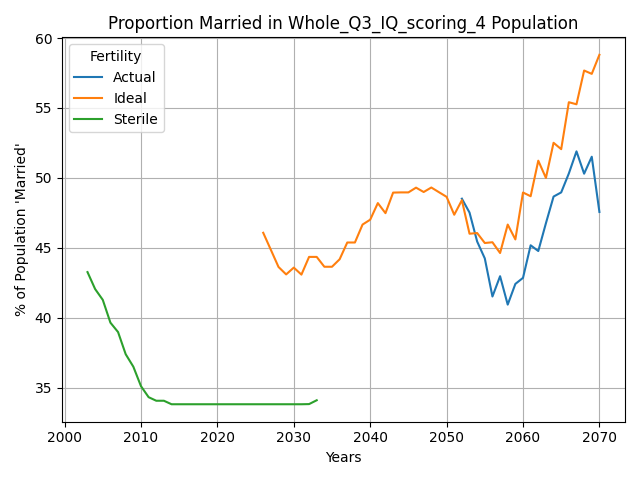 Proportion Married in Whole_Q3_IQ_scoring_4 Population
% of Population 'Married'
60
55
50
45
40
35
Fertility
Actual
Ideal
Sterile
2000 2010 2020 2030 2040 2050 2060 2070
Years